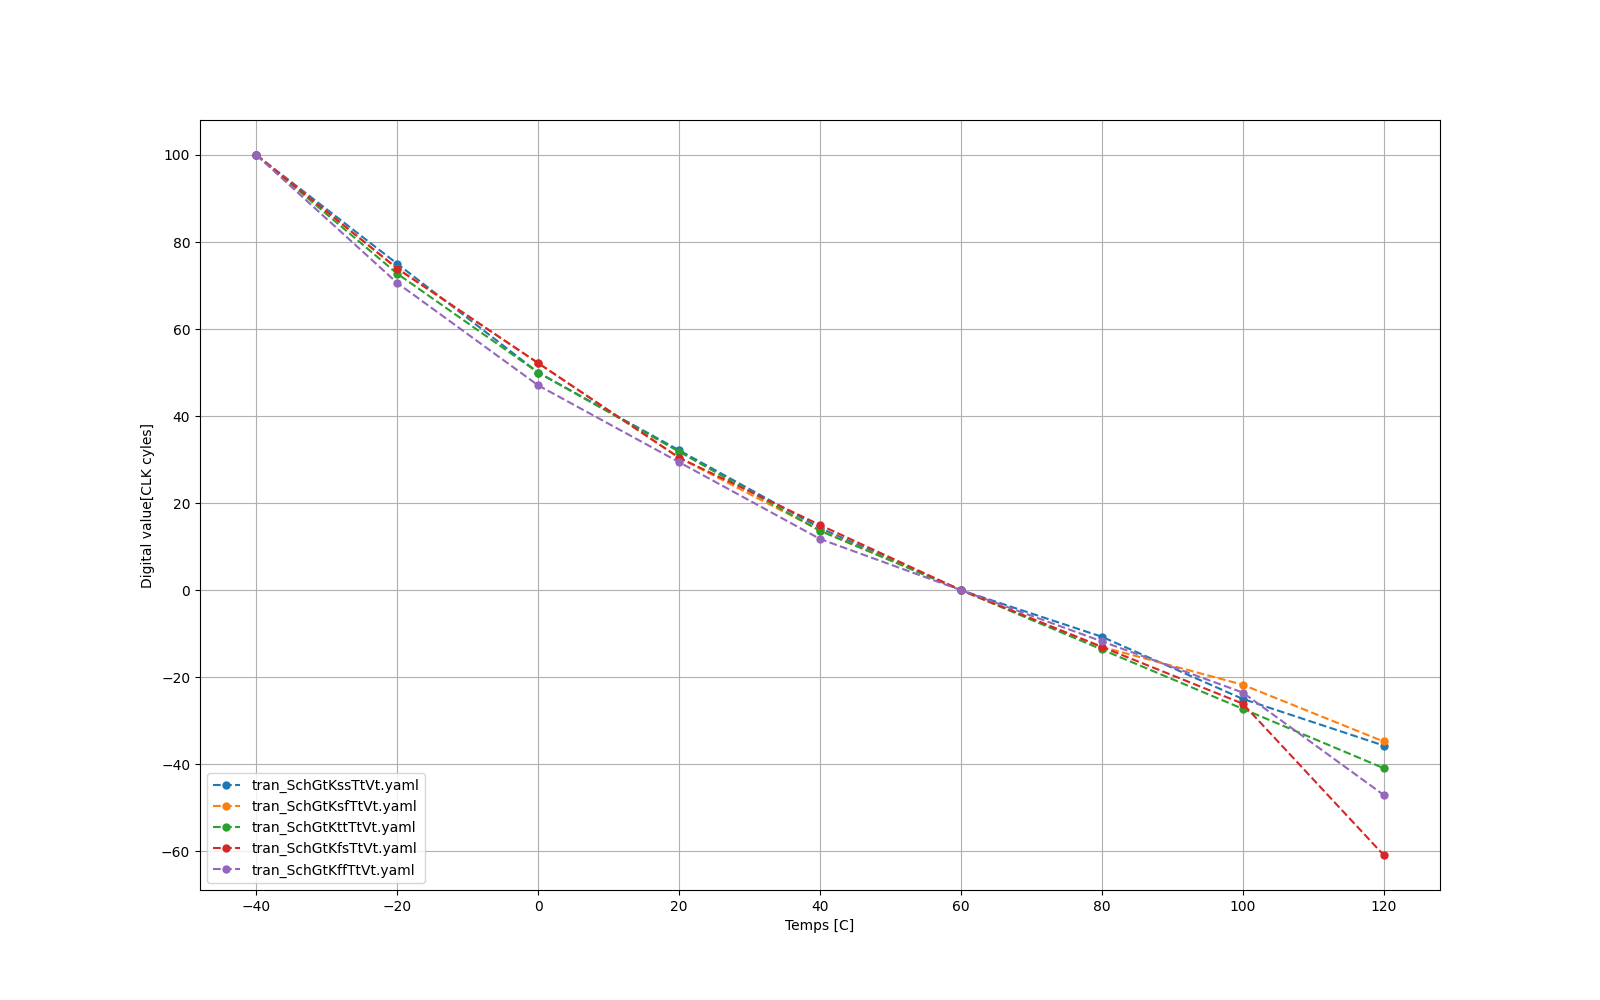 100
80
60
40
20
0
−20
−40
−60
Digital value[CLK cyles]
tran_SchGtKssTtVt.yaml
tran_SchGtKsfTtVt.yaml
tran_SchGtKttTtVt.yaml
tran_SchGtKfsTtVt.yaml
tran_SchGtKffTtVt.yaml
−40 −20 0 20 40 60 80 100 120
Temps [C]